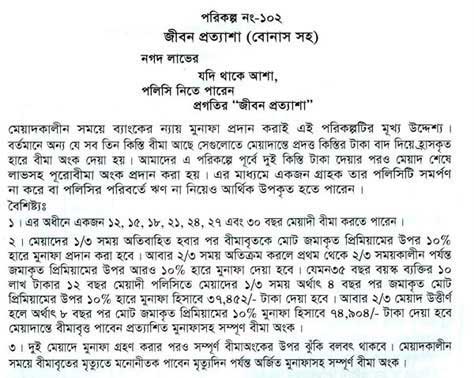 পরিকল্প নং-১০২
জীবন প্রত্যাশা (বোনাস সহ)
নগদ লাভের
যদি থাকে আশা,
পলিসি নিতে পারেন
প্রগতির “জীবন প্রত্যাশা”
মেয়াদকালীন সময়ে ব্যাংকের ন্যায় মুনাফা প্রদান করাই এই পরিকল্পটির মূখ্য উদ্দেশ্য।
বর্তমানে অন্য যে সব তিন কিস্তি বীমা আছে সেগুলোতে মেয়াদান্তে প্রদত্ত কিস্তির টাকা বাদ দিয়ে হ্রাসকৃত
হারে বীমা অংক দেয়া হয়। আমাদের এ পরিকল্পে পূর্বে দুই কিস্তি টাকা দেয়ার পরও মেয়াদ শেষে
লাভসহ পুরোবীমা অংক প্রদান করা হয়। এর মাধ্যমে একজন গ্রাহক তার পলিসিটি সমর্পণ
না করে বা পলিসির পরিবর্তে ঋণ না নিয়েও আর্থিক উপকৃত হতে পারেন।
বৈশিষ্ট্যঃ
১। এর অধীনে একজন ১২, ১৫, ১৮, ২১, ২৪, ২৭ এবং ৩০ বছর মেয়াদী বীমা করতে পারেন।
২। মেয়াদের ১/৩ সময় অতিবাহিত হবার পর বীমাবৃতকে মোট জমাকৃত প্রিমিয়ামের উপর ১০%
হারে মুনাফা প্রদান করা হবে। আবার ২/৩ সময় অতিক্রম করলে প্রথম থেকে ২/৩ সময়কালীন পর্যন্ত
জমাকৃত প্রিমিয়ামের উপর আরও ১০% হারে মুনাফা দেয়া হবে। যেমন৩৫ বছর বয়স্ক ব্যক্তির ১০
লাখ টাকার ১২ বছর মেয়াদী পলিসিতে মেয়াদের ১/৩ সময় অর্থাৎ ৪ বছর পর জমাকৃত মোট
প্রিমিয়ামের উপর ১০% হারে মুনাফা হিসাবে ৩৭,৪৫২/- টাকা দেয়া হবে। আবার ২/৩ মেয়াদ উত্তীর্ণ
হলে অর্থাৎ ৮ বছর পর মোট জমাকৃত প্রিমিয়ামের ১০% মুনাফা হিসাবে ৭৪,৯০৪/- টাকা দেয়া হবে
মেয়াদান্তে বীমাবৃত পাবেন প্রত্যাশিত মুনাফাসহ সম্পূর্ণ বীমা অংক।
৩। দুই মেয়াদে মুনাফা গ্রহণ করার পরও সম্পূর্ণ বীমাঅংকের উপর ঝুঁকি বলবৎ থাকবে। মেয়াদকালীন
সময়ে বীমাবৃতের মৃত্যুতে মনোনীতক পাবেন মৃত্যুদিন পর্যন্ত অর্জিত মুনাফাসহ সম্পূর্ণ বীমা অংক।